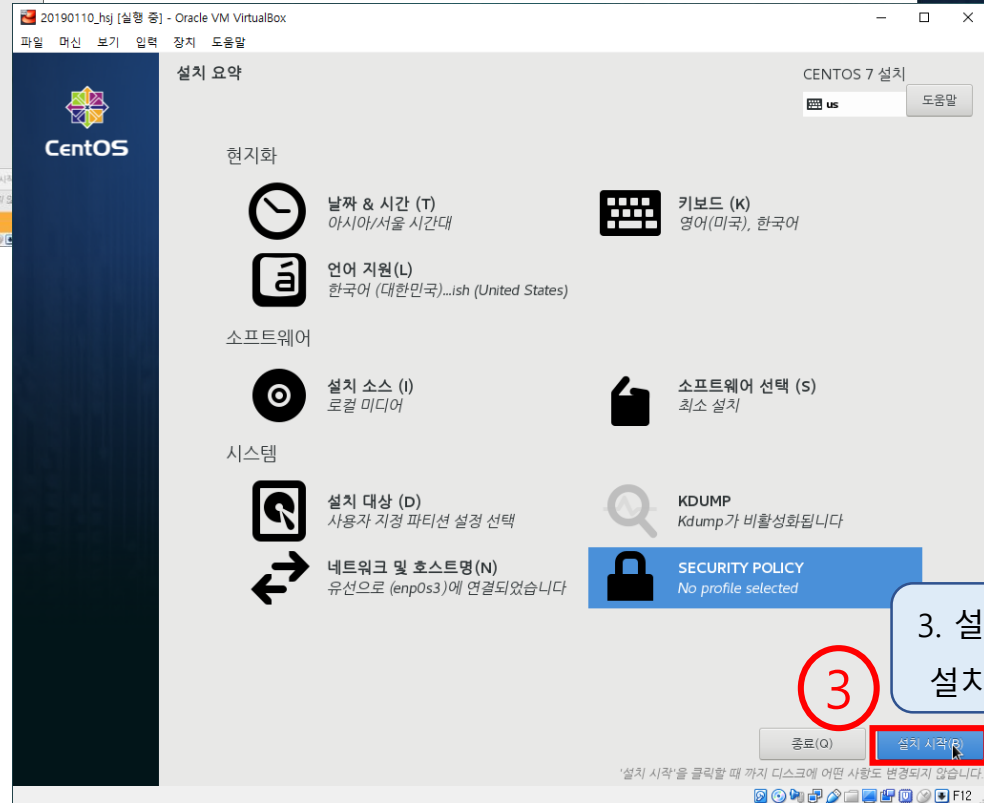 20190110_hsj [실행 중] - Oracle VM VirtualBox
파일 머신 보기 입력 장치 도움말
설치 요약
CENTOS 7 설치
us
도움말
CentOS
현지화
날짜 & 시간 (T)
아시아/서울 시간대
키보드 (K)
영어(미국), 한국어
언어 지원(L)
한국어 (대한민국)...ish (United States)
소프트웨어
설치 소스 (I)
로컬 미디어
소프트웨어 선택 (S)
최소 설치
시스템
설치 대상 (D)
사용자 지정 파티션 설정 선택
KDUMP
Kdump가 비활성화됩니다
네트워크 및 호스트명(N)
유선으로 (enp0s3)에 연결되었습니다
SECURITY POLICY
No profile selected
3. 설
설치
3
종료(Q)
설치 시작(B)
'설치 시작'을 클릭할 때 까지 디스크에 어떤 사항도 변경되지 않습니다.
F12